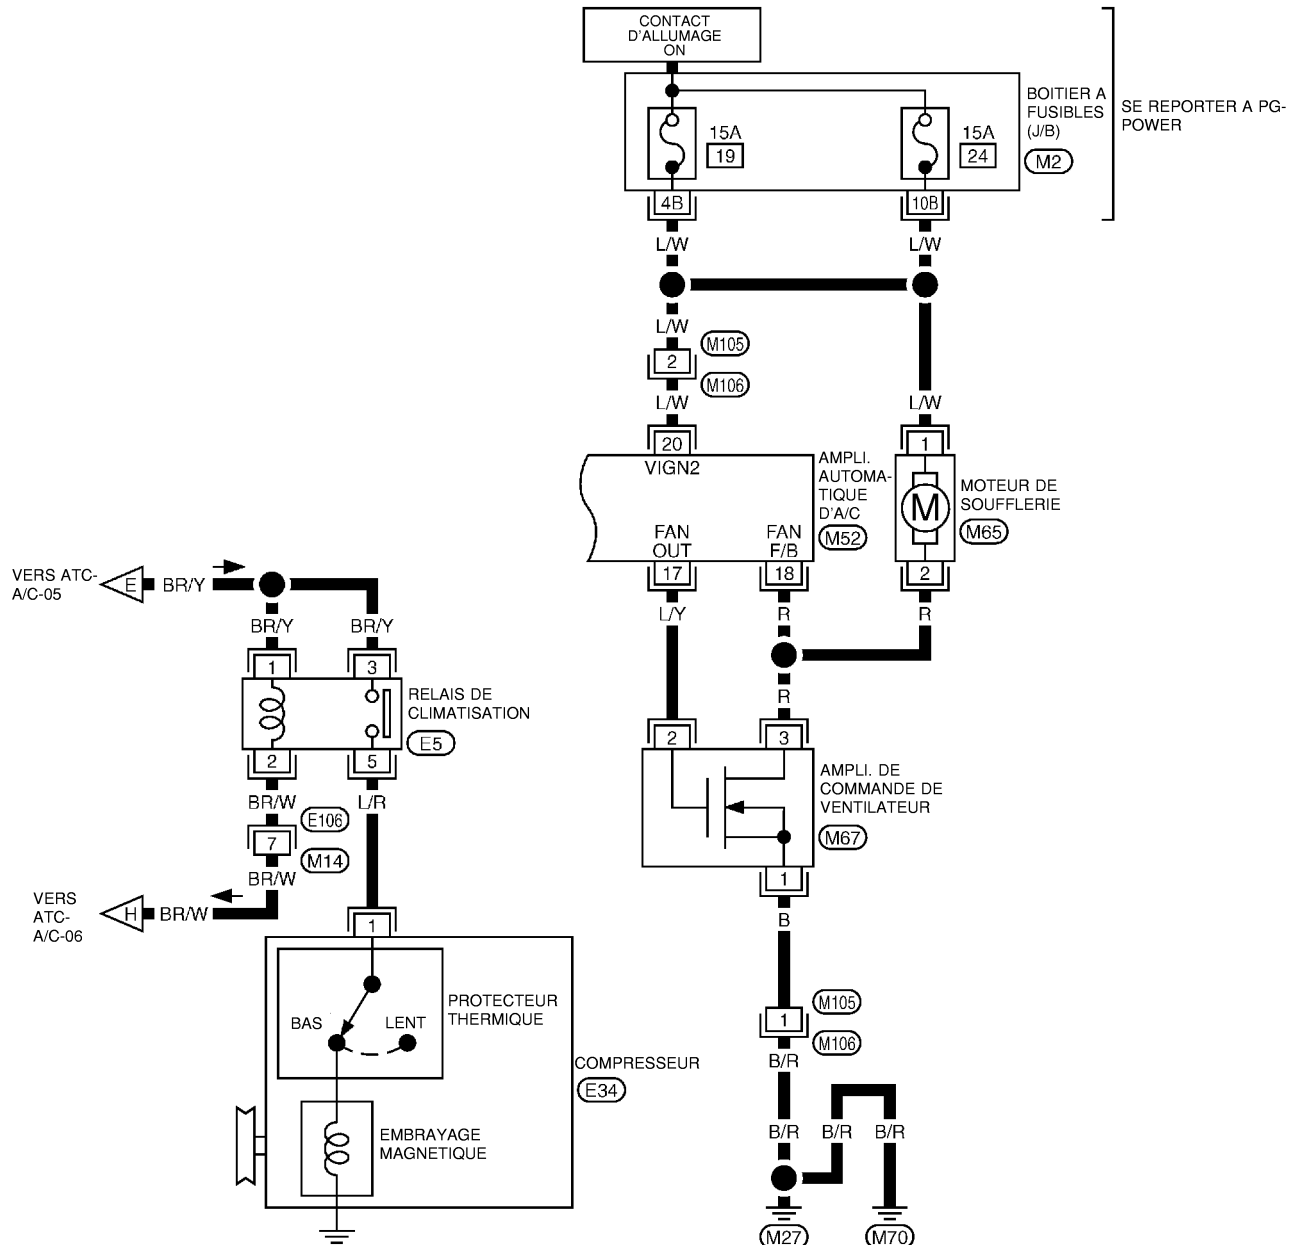 CONTACT
D'ALLUMAGE
ON
BOITIER A
FUSIBLES
(J/B)
M2
SE REPORTER A PG-
POWER
15A
19
15A
24
4B
10B
L/W
L/W
L/W
M105
2
M106
L/W
L/W
20
1
VIGN2
AMPLI.
AUTOMA-
TIQUE
D'A/C
M52
MOTEUR DE
SOUFFLERIE
M65
M
FAN
OUT
FAN
F/B
17
18
2
L/Y
R
R
R
VERS ATC-
A/C-05
E
BR/Y
BR/Y
BR/Y
1
3
RELAIS DE
CLIMATISATION
E5
2
5
BR/W
L/R
E106
7
M14
BR/W
VERS
ATC-
A/C-06
H
BR/W
2
3
AMPLI. DE
COMMANDE DE
VENTILATEUR
M67
1
B
1
PROTECTEUR
THERMIQUE
BAS
LENT
COMPRESSEUR
E34
EMBRAYAGE
MAGNETIQUE
M105
1
M106
B/R
B/R
B/R
B/R
M27
M70